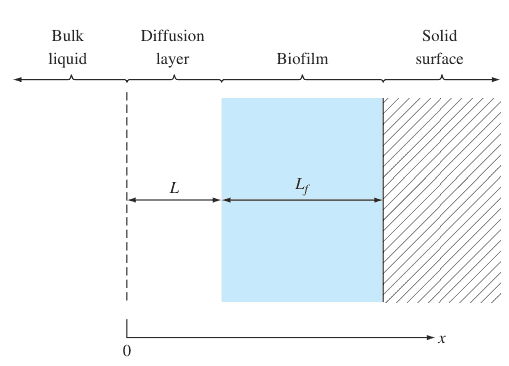 Bulk
liquid
Diffusion
layer
Biofilm
Solid
surface
L
L_f
x
0